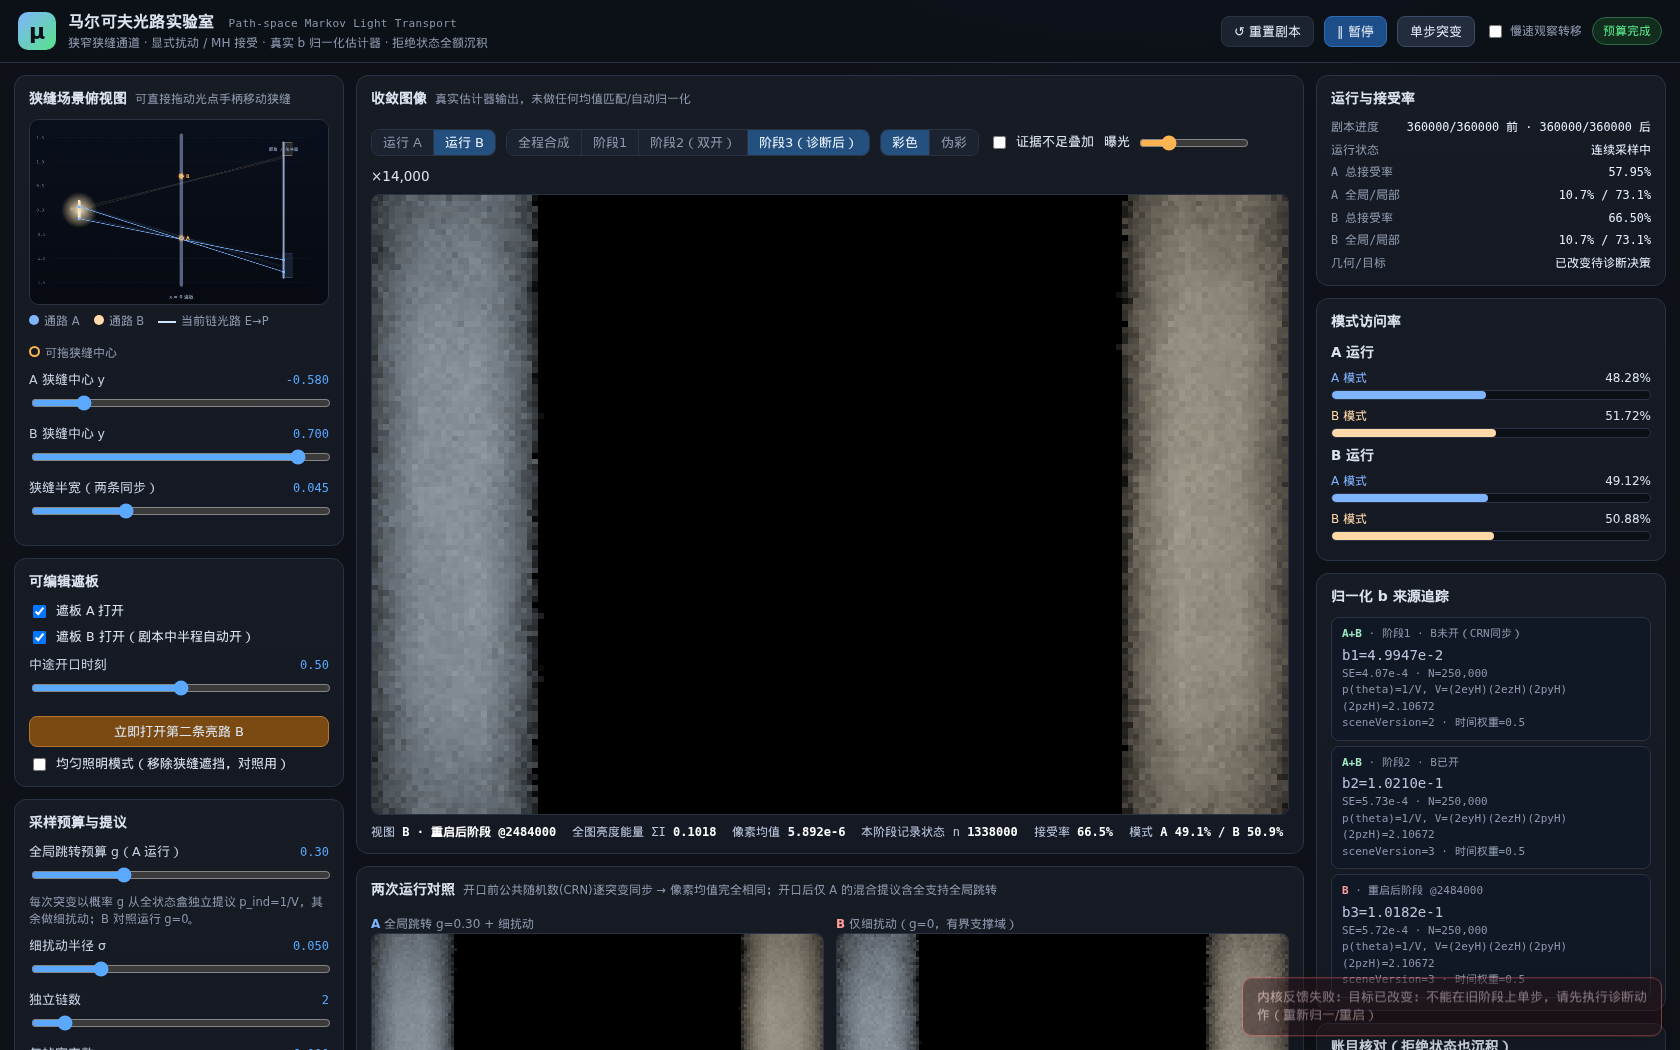 μ
马尔可夫光路实验室 Path-space Markov Light Transport
狭窄狭缝通道 · 显式扰动 / MH 接受 · 真实 b 归一化估计器 · 拒绝状态全额沉积
↺ 重置剧本
‖ 暂停
单步突变
慢速观察转移
预算完成
狭缝场景俯视图 可直接拖动光点手柄移动狭缝
B
A
通路 A 通路 B 当前链光路 E→P
可拖狭缝中心
A 狭缝中心 y -0.580
B 狭缝中心 y 0.700
狭缝半宽（两条同步） 0.045
可编辑遮板
遮板 A 打开
遮板 B 打开（剧本中半程自动开）
中途开口时刻 0.50
立即打开第二条亮路 B
均匀照明模式（移除狭缝遮挡，对照用）
采样预算与提议
全局跳转预算 g（A 运行） 0.30
每次突变以概率 g 从全状态盒独立提议 p_ind=1/V，其
余做细扰动；B 对照运行 g=0。
细扰动半径 σ 0.050
独立链数 2
收敛图像 真实估计器输出，未做任何均值匹配/自动归一化
运行 A 运行 B 全程合成 阶段1 阶段2（双开） 阶段3（诊断后） 彩色 伪彩 证据不足叠加 曝光
×14,000
视图 B · 重启后阶段 @2484000 全图亮度能量 ΣI 0.1018 像素均值 5.892e-6 本阶段记录状态 n 1338000 接受率 66.5% 模式 A 49.1% / B 50.9%
两次运行对照 开口前公共随机数(CRN)逐突变同步 → 像素均值完全相同；开口后仅 A 的混合提议含全支持全局跳转
A 全局跳转 g=0.30 + 细扰动
B 仅细扰动（g=0，有界支撑域）
运行与接受率
剧本进度 360000/360000 前 · 360000/360000 后
运行状态 连续采样中
A 总接受率 57.95%
A 全局/局部 10.7% / 73.1%
B 总接受率 66.50%
B 全局/局部 10.7% / 73.1%
几何/目标 已改变待诊断决策
模式访问率
A 运行
A 模式 48.28%
B 模式 51.72%
B 运行
A 模式 49.12%
B 模式 50.88%
归一化 b 来源追踪
A+B · 阶段1 · B未开（CRN同步）
b1=4.9947e-2
SE=4.07e-4 · N=250,000
p(theta)=1/V, V=(2eyH)(2ezH)(2pyH)
(2pzH)=2.10672
sceneVersion=2 · 时间权重=0.5
A+B · 阶段2 · B已开
b2=1.0210e-1
SE=5.73e-4 · N=250,000
p(theta)=1/V, V=(2eyH)(2ezH)(2pyH)
(2pzH)=2.10672
sceneVersion=3 · 时间权重=0.5
B · 重启后阶段 @2484000
b3=1.0182e-1
SE=5.72e-4 · N=250,000
p(theta)=1/V, V=(2eyH)(2ezH)(2pyH)
(2pzH)=2.10672
sceneVersion=3 · 时间权重=0.5
内核反馈失败: 目标已改变: 不能在旧阶段上单步，请先执行诊断动
作（重新归一/重启）
账目核对（拒绝状态也沉积）